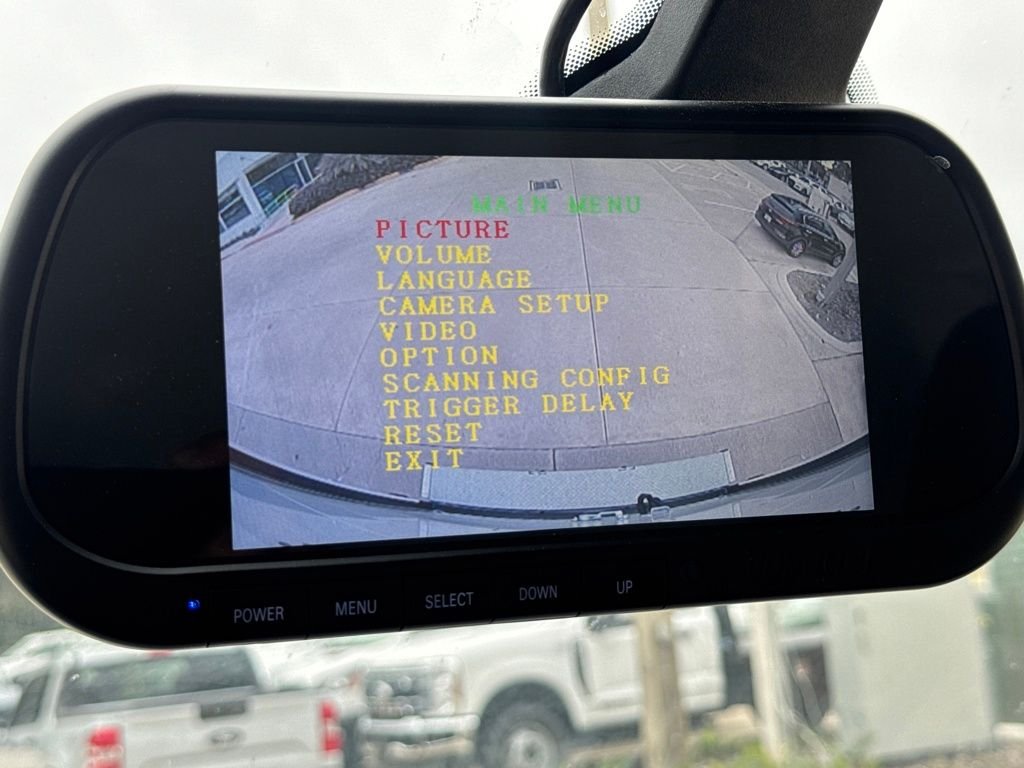 MAIN MENU
PICTURE
VOLUME
LANGUAGE
CAMERA SETUP
VIDEO
OPTION
SCANNING CONFIG
TRIGGER DELAY
RESET
EXIT
POWER MENU SELECT DOWN UP